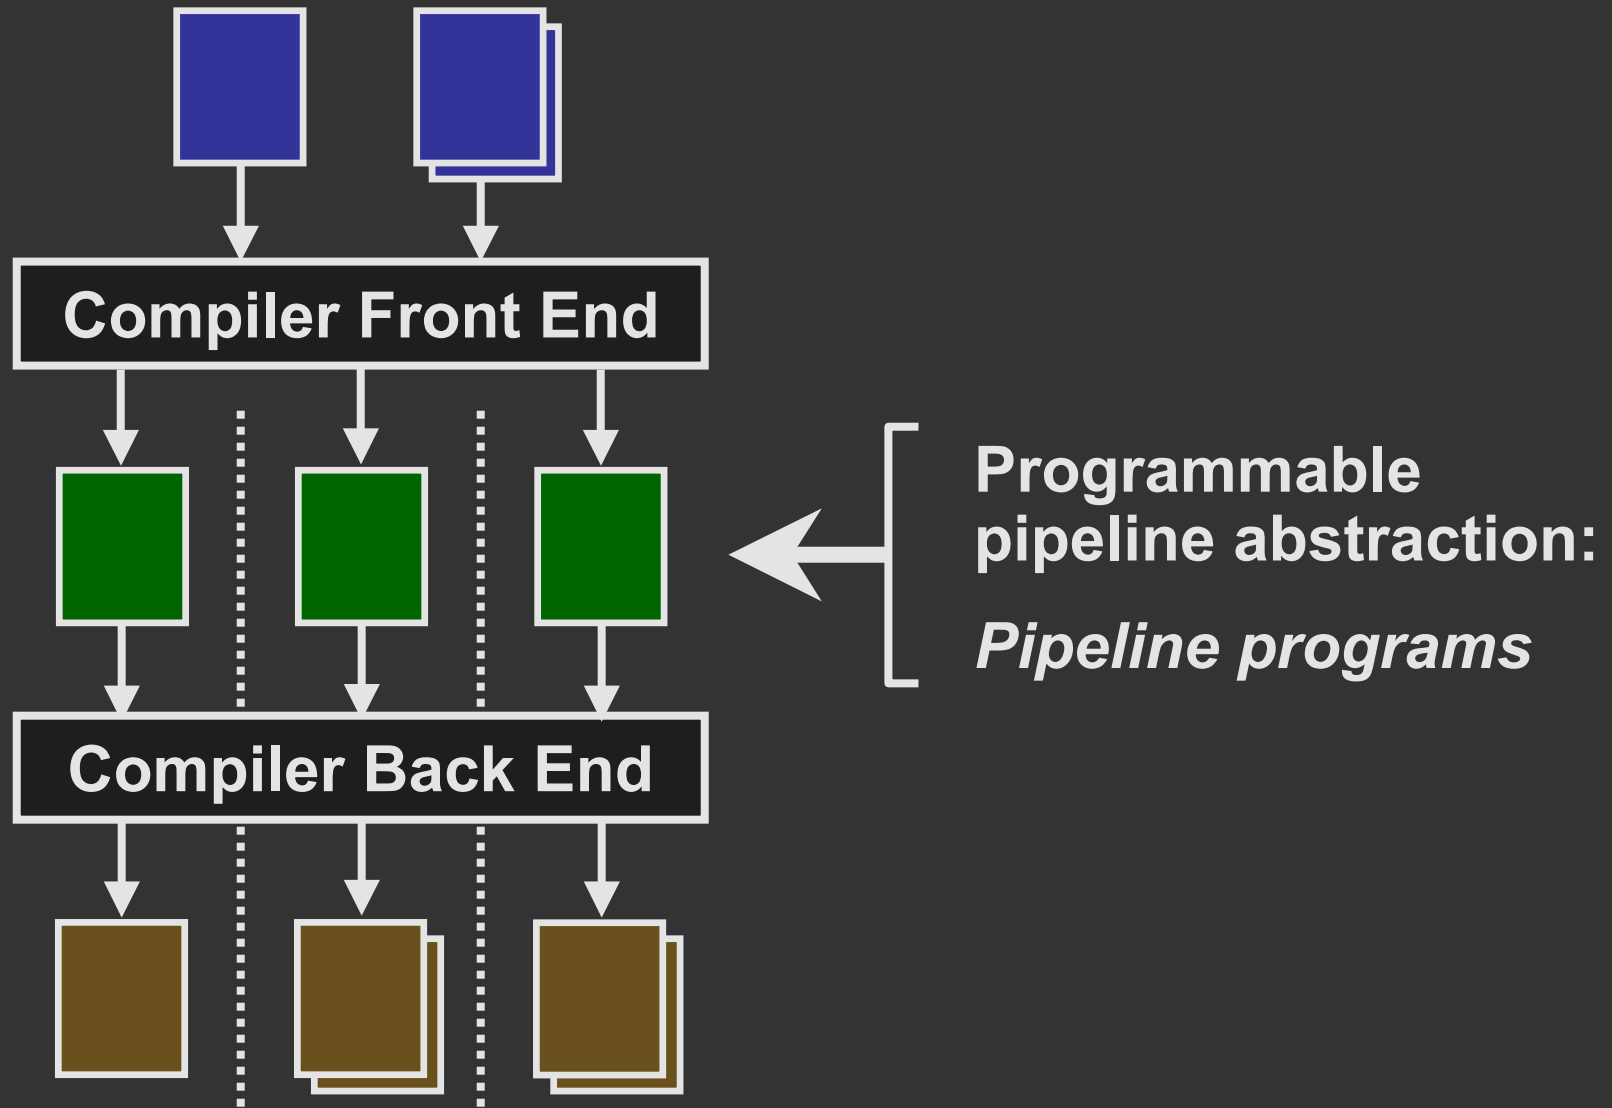 Compiler Front End
Programmable
pipeline abstraction:
Pipeline programs
Compiler Back End